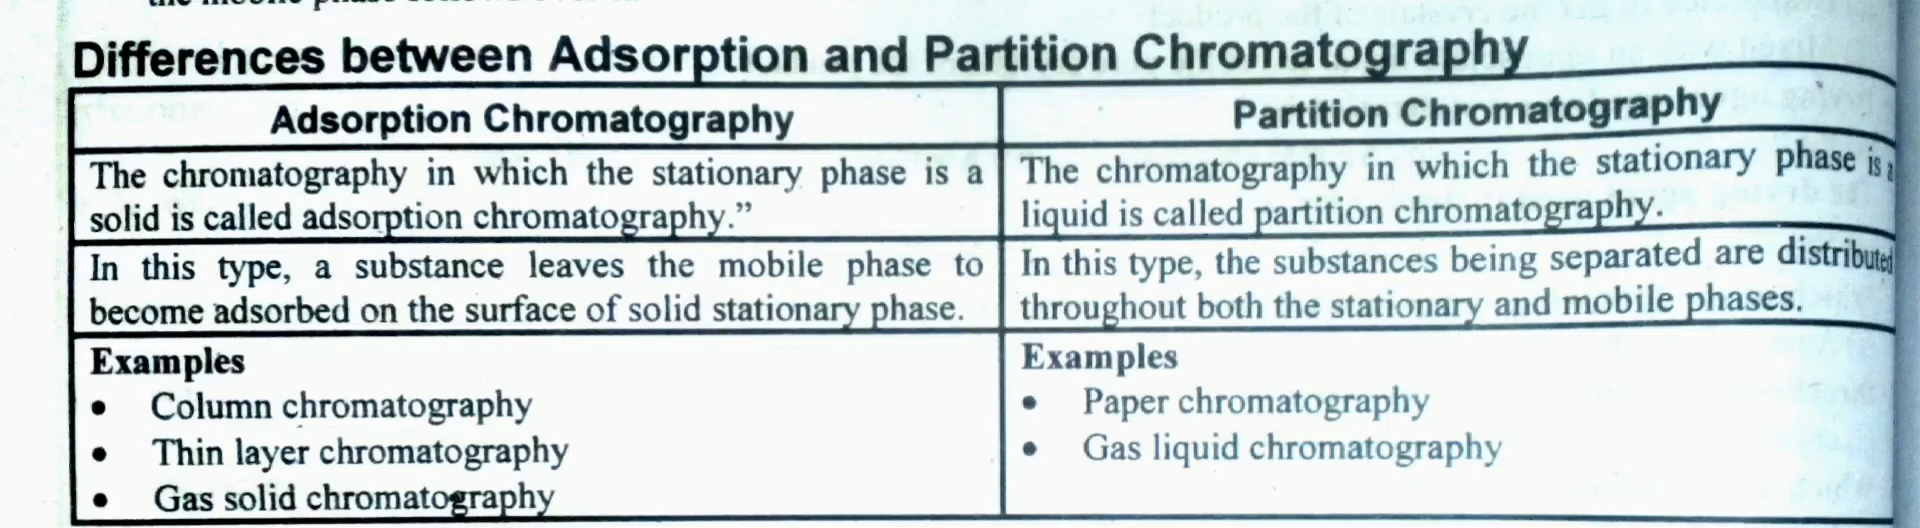 Differences between Adsorption and Partition Chromatography
Adsorption Chromatography
Partition Chromatography
The chromatography in which the stationary phase is a
solid is called adsorption chromatography.”
The chromatography in which the stationary phase is a
liquid is called partition chromatography.
In this type, a substance leaves the mobile phase to
become adsorbed on the surface of solid stationary phase.
In this type, the substances being separated are distributed
throughout both the stationary and mobile phases.
Examples
• Column chromatography
• Thin layer chromatography
• Gas solid chromatography
Examples
• Paper chromatography
• Gas liquid chromatography